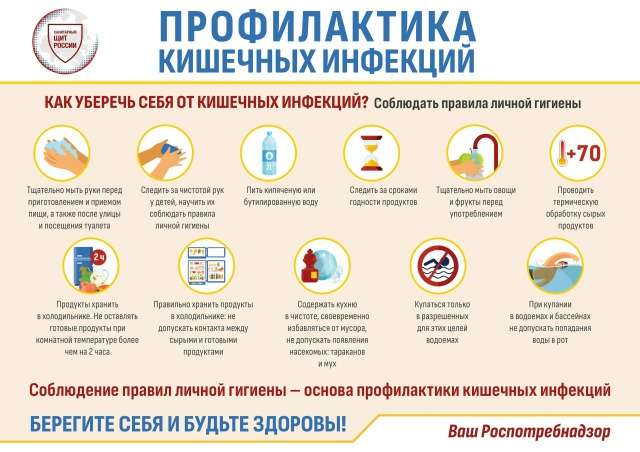 САНИТАРНЫЙ
ЩИТ
РОССИИ
ПРОФИЛАКТИКА
КИШЕЧНЫХ ИНФЕКЦИЙ
КАК УБЕРЕЧЬ СЕБЯ ОТ КИШЕЧНЫХ ИНФЕКЦИЙ? Соблюдать правила личной гигиены
+70
Тщательно мыть руки перед
приготовлением и приемом
пищи, а также после улицы
и посещения туалета
Следить за чистотой рук
у детей, научить их
соблюдать правила
личной гигиены
Пить кипяченую или
бутилированную воду
Следить за сроками
годности продуктов
Тщательно мыть овощи
и фрукты перед
употреблением
Проводить
термическую
обработку сырых
продуктов
2 ч
Продукты хранить
в холодильнике. Не оставлять
готовые продукты при
комнатной температуре более
чем на 2 часа
Правильно хранить продукты
в холодильнике: не
допускать контакта между
сырыми и готовыми
продуктами
Содержать кухню
в чистоте, своевременно
избавляться от мусора,
не допускать появления
насекомых: тараканов
и мух
Купаться только
в разрешенных
для этих целей
водоемах
При купании
в водоемах и бассейнах
не допускать попадания
воды в рот
Соблюдение правил личной гигиены – основа профилактики кишечных инфекций
БЕРЕГИТЕ СЕБЯ И БУДЬТЕ ЗДОРОВЫ!
Ваш Роспотребнадзор